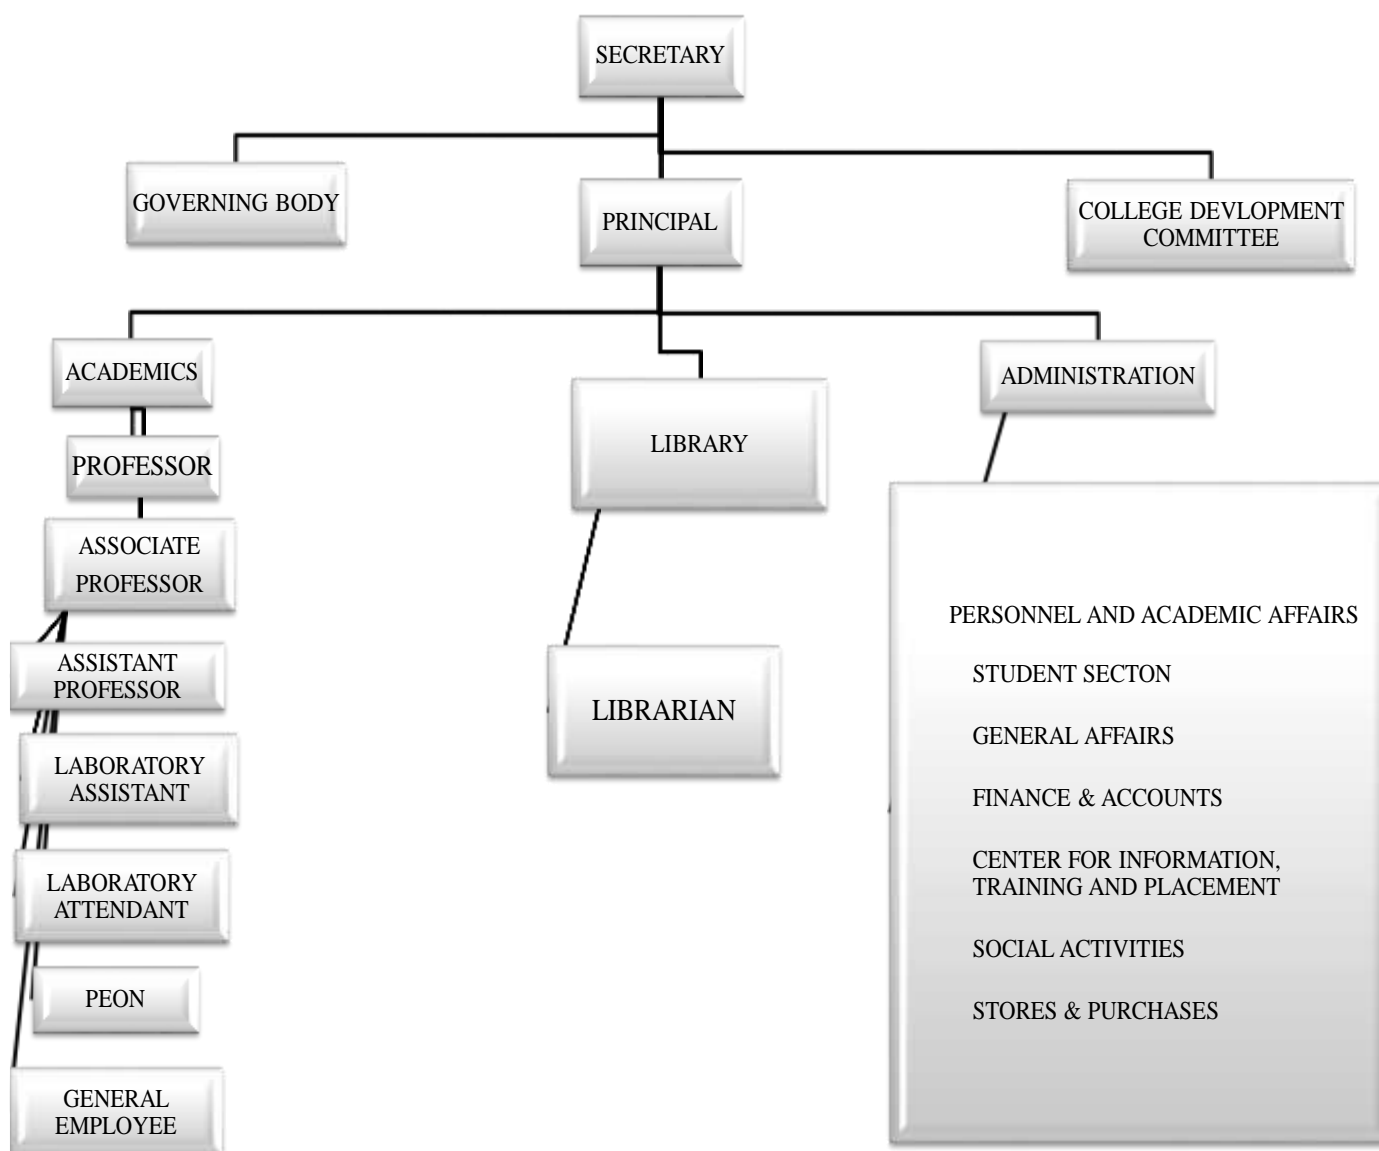 SECRETARY
GOVERNING BODY
PRINCIPAL
COLLEGE DEVLOPMENT
COMMITTEE
ACADEMICS
LIBRARY
ADMINISTRATION
PROFESSOR
ASSOCIATE
PROFESSOR
ASSISTANT
PROFESSOR
LABORATORY
ASSISTANT
LABORATORY
ATTENDANT
PEON
GENERAL
EMPLOYEE
LIBRARIAN
PERSONNEL AND ACADEMIC AFFAIRS
STUDENT SECTON
GENERAL AFFAIRS
FINANCE & ACCOUNTS
CENTER FOR INFORMATION,
TRAINING AND PLACEMENT
SOCIAL ACTIVITIES
STORES & PURCHASES